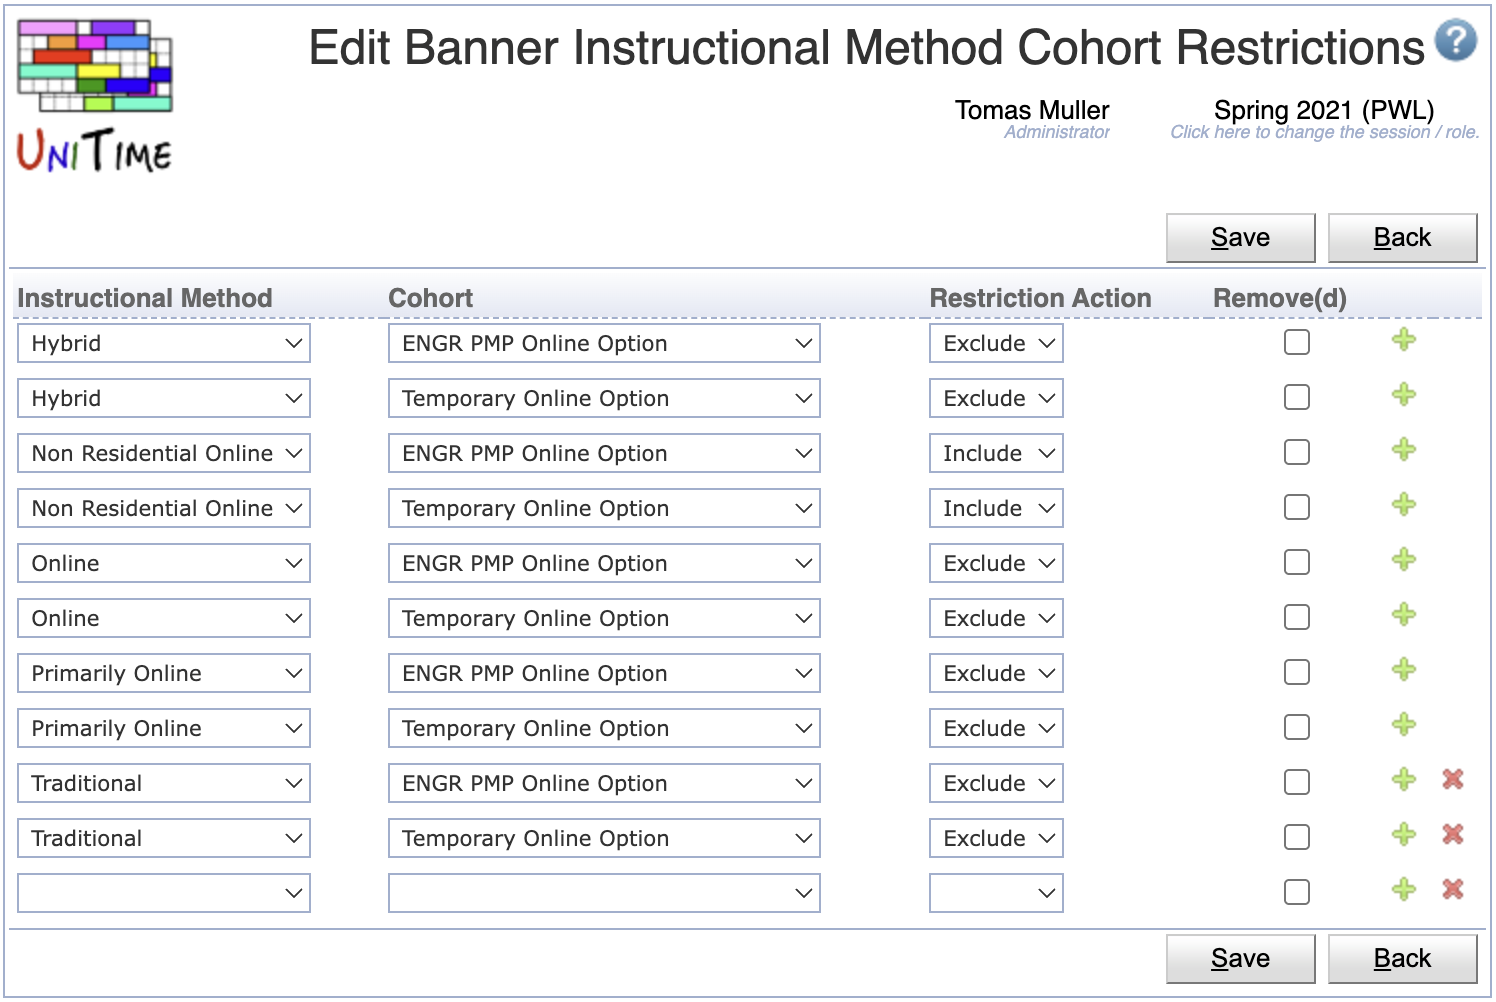 Edit Banner Instructional Method Cohort Restrictions ?
UNITIME
Tomas Muller Spring 2021 (PWL)
Administrator Click here to change the session / role.
Save Back
Instructional Method Cohort Restriction Action Remove(d)
Hybrid ENGR PMP Online Option Exclude
Hybrid Temporary Online Option Exclude
Non Residential Online ENGR PMP Online Option Include
Non Residential Online Temporary Online Option Include
Online ENGR PMP Online Option Exclude
Online Temporary Online Option Exclude
Primarily Online ENGR PMP Online Option Exclude
Primarily Online Temporary Online Option Exclude
Traditional ENGR PMP Online Option Exclude
Traditional Temporary Online Option Exclude
Save Back